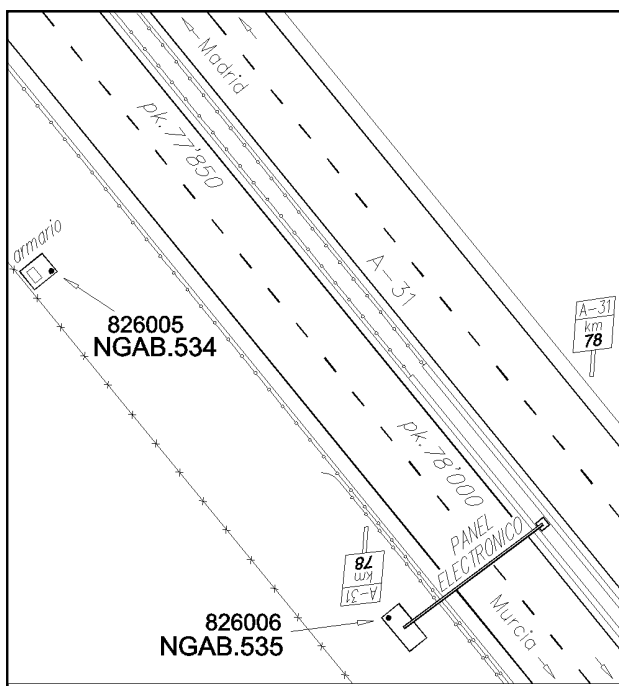 Madrid
pk.77'850
armario
826005
NGAB.534
A-31
A-31
km
78
pk.78'000
PANEL
ELECTRONICO
A-31
km
78
826006
NGAB.535
Murcia